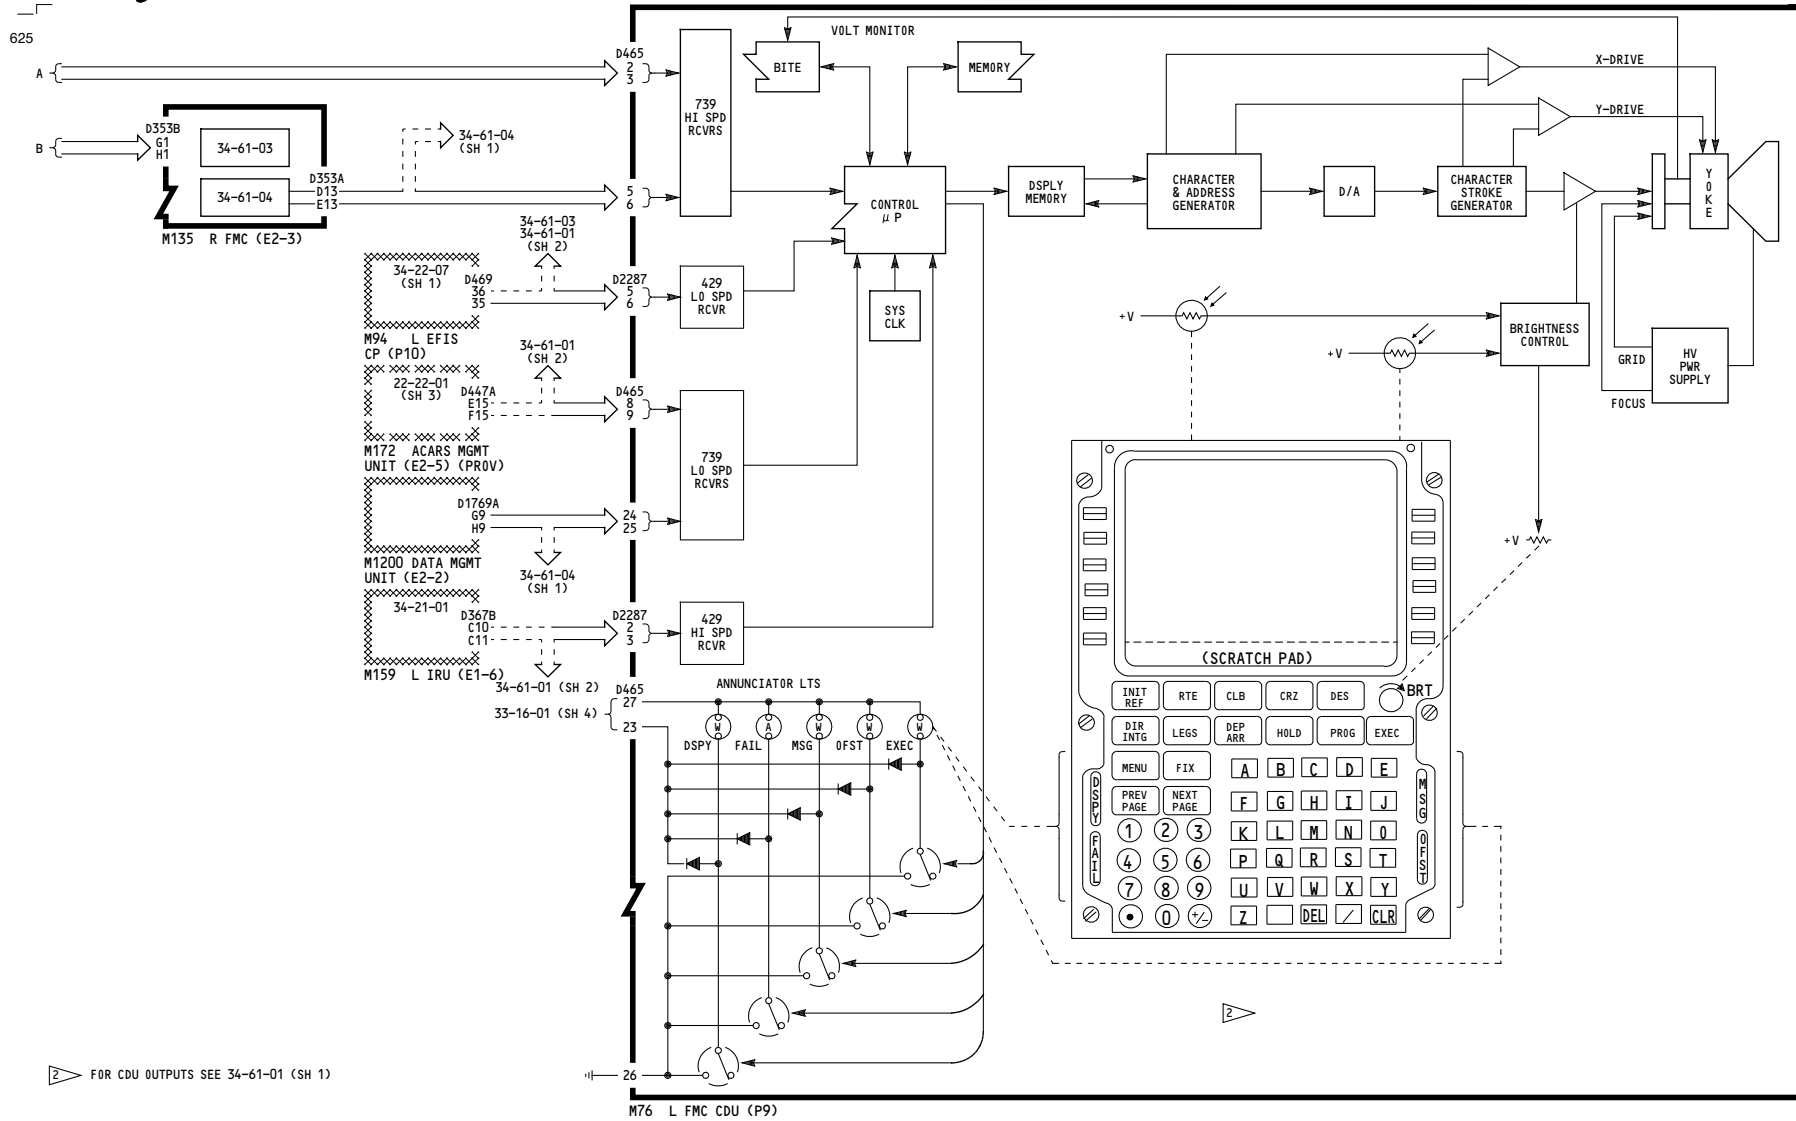 625
A
B
D353B
G1
H1
34-61-03
34-61-04
D353A
D13
E13
M135 R FMC (E2-3)
34-61-04
(SH 1)
34-61-03
34-61-01
(SH 2)
34-22-07
(SH 1)
D469
36
35
M94 L EFIS
CP (P10)
34-61-01
(SH 2)
22-22-01
(SH 3)
D447A
E15
F15
M172 ACARS MGMT
UNIT (E2-5) (PROV)
D1769A
G9
H9
M1200 DATA MGMT
UNIT (E2-2)
34-61-04
(SH 1)
34-21-01
D367B
C10
C11
M159 L IRU (E1-6)
34-61-01 (SH 2)
33-16-01 (SH 4)
D465
2
3
5
6
D2287
5
6
D465
8
9
24
25
D2287
2
3
D465
27
23
26
739
HI SPD
RCVRS
429
LO SPD
RCVR
739
LO SPD
RCVRS
429
HI SPD
RCVR
VOLT MONITOR
BITE
MEMORY
CONTROL
µ P
SYS
CLK
DSPLY
MEMORY
CHARACTER
& ADDRESS
GENERATOR
D/A
CHARACTER
STROKE
GENERATOR
X-DRIVE
Y-DRIVE
YOKE
+V
+V
BRIGHTNESS
CONTROL
GRID
FOCUS
HV
PWR
SUPPLY
+V
ANNUNCIATOR LTS
W
A
W
W
W
DSPY
FAIL
MSG
OFST
EXEC
(SCRATCH PAD)
INIT
REF
RTE
CLB
CRZ
DES
BRT
DIR
INTG
LEGS
DEP
ARR
HOLD
PROG
EXEC
MENU
FIX
PREV
PAGE
NEXT
PAGE
DSPY
FAIL
MSG
OFST
A B C D E
F G H I J
K L M N O
P Q R S T
U V W X Y
Z DEL / CLR
1 2 3
4 5 6
7 8 9
• 0 +/-
2
2 FOR CDU OUTPUTS SEE 34-61-01 (SH 1)
M76 L FMC CDU (P9)